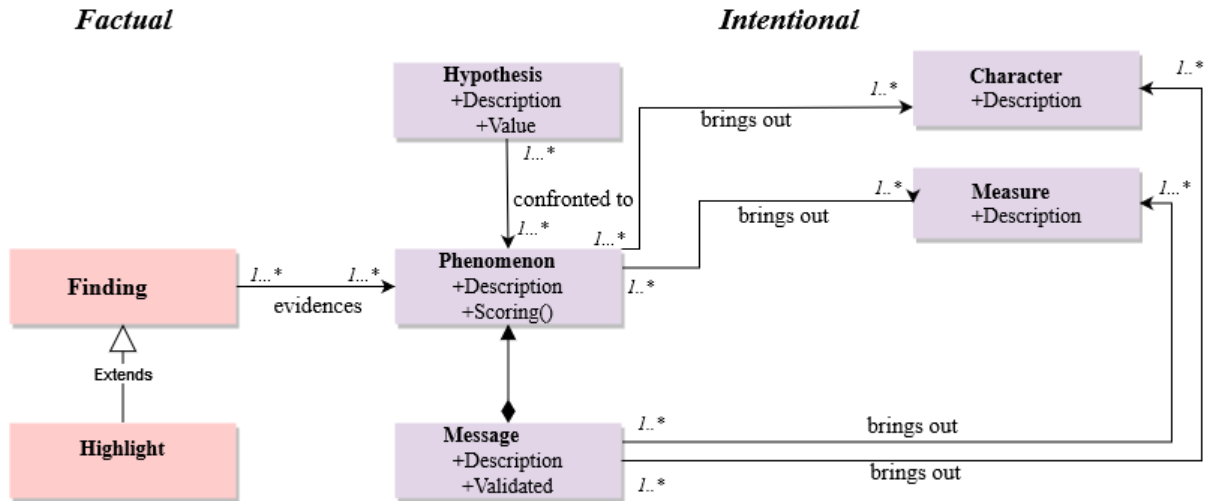 Factual
Intentional
Hypothesis
+Description
+Value
1...*
confronted to
1...*
Character
+Description
1..*
1..*
brings out
1...*
Measure
+Description
1..*
1...*
brings out
1..*
Finding
1...*
1...*
evidences
Phenomenon
+Description
+Scoring()
Extends
Highlight
Message
+Description
+Validated
1..*
brings out
1..*
brings out